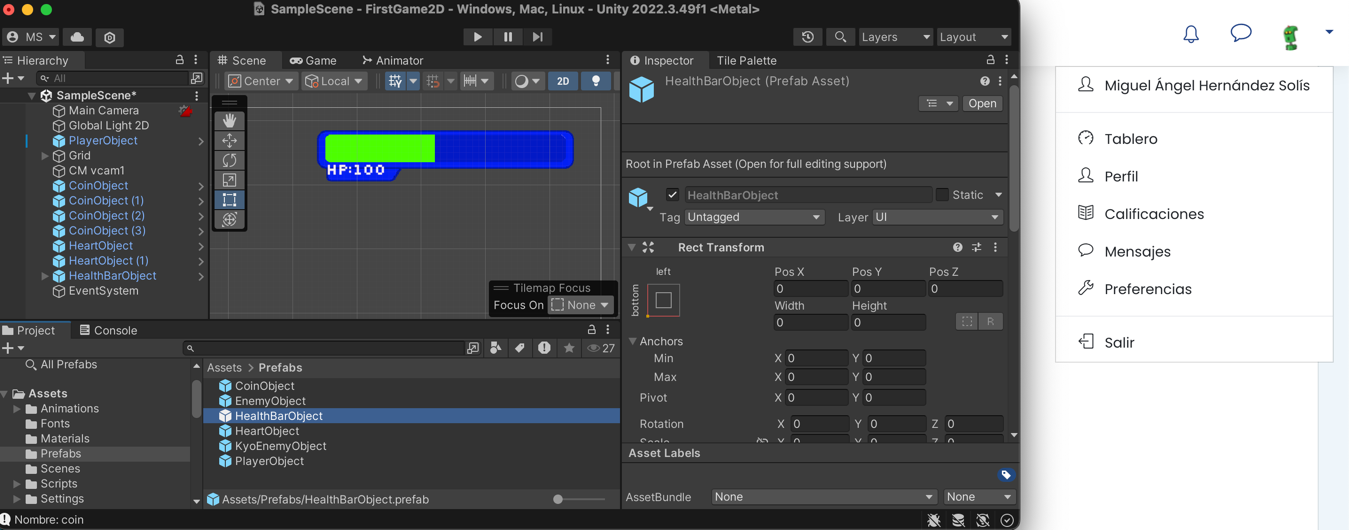 SampleScene - FirstGame2D - Windows, Mac, Linux - Unity 2022.3.49f1 <Metal>
MS
Layers
Layout
Hierarchy
All
SampleScene*
Main Camera
Global Light 2D
PlayerObject
Grid
CM vcam1
CoinObject
CoinObject (1)
CoinObject (2)
CoinObject (3)
HeartObject
HeartObject (1)
HealthBarObject
EventSystem
Scene
Game
Animator
Center
Local
2D
HP:100
Tilemap Focus
Focus On
None
Inspector
Tile Palette
HealthBarObject (Prefab Asset)
Open
Root in Prefab Asset (Open for full editing support)
HealthBarObject
Static
Tag Untagged
Layer UI
Rect Transform
left
bottom
Pos X Pos Y Pos Z
0 0 0
Width Height
0 0
R
Anchors
Min X 0 Y 0
Max X 0 Y 0
Pivot X 0 Y 0
Rotation X 0 Y 0 Z 0
Scale X 0 Y 0 Z 0
Asset Labels
AssetBundle None None
Project
Console
27
All Prefabs
Assets
Animations
Fonts
Materials
Prefabs
Scenes
Scripts
Settings
Assets > Prefabs
CoinObject
EnemyObject
HealthBarObject
HeartObject
KyoEnemyObject
PlayerObject
Assets/Prefabs/HealthBarObject.prefab
Nombre: coin
Miguel Ángel Hernández Solís
Tablero
Perfil
Calificaciones
Mensajes
Preferencias
Salir